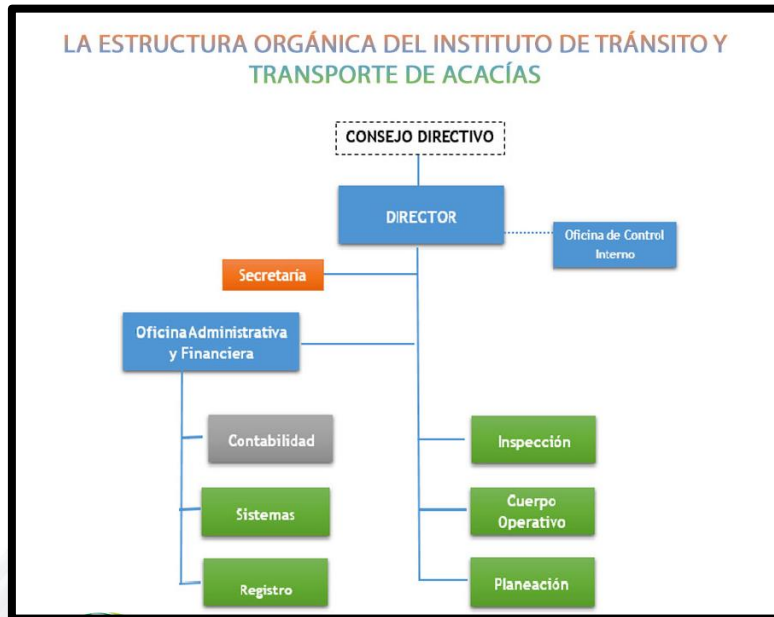 LA ESTRUCTURA ORGÁNICA DEL INSTITUTO DE TRÁNSITO Y
TRANSPORTE DE ACACÍAS
CONSEJO DIRECTIVO
DIRECTOR
Oficina de Control
Interno
Secretaría
Oficina Administrativa
y Financiera
Contabilidad
Inspección
Sistemas
Cuerpo
Operativo
Registro
Planeación